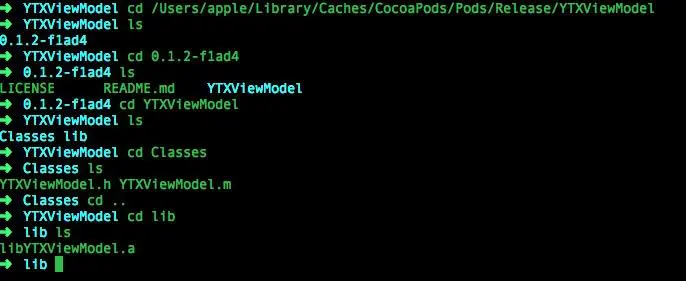 ➜ YTXViewModel cd /Users/apple/Library/Caches/CocoaPods/Pods/Release/YTXViewModel
➜ YTXViewModel ls
0.1.2-f1ad4
➜ YTXViewModel cd 0.1.2-f1ad4
➜ 0.1.2-f1ad4 ls
LICENSE README.md YTXViewModel
➜ 0.1.2-f1ad4 cd YTXViewModel
➜ YTXViewModel ls
Classes lib
➜ YTXViewModel cd Classes
➜ Classes ls
YTXViewModel.h YTXViewModel.m
➜ Classes cd ..
➜ YTXViewModel cd lib
➜ lib ls
libYTXViewModel.a
➜ lib